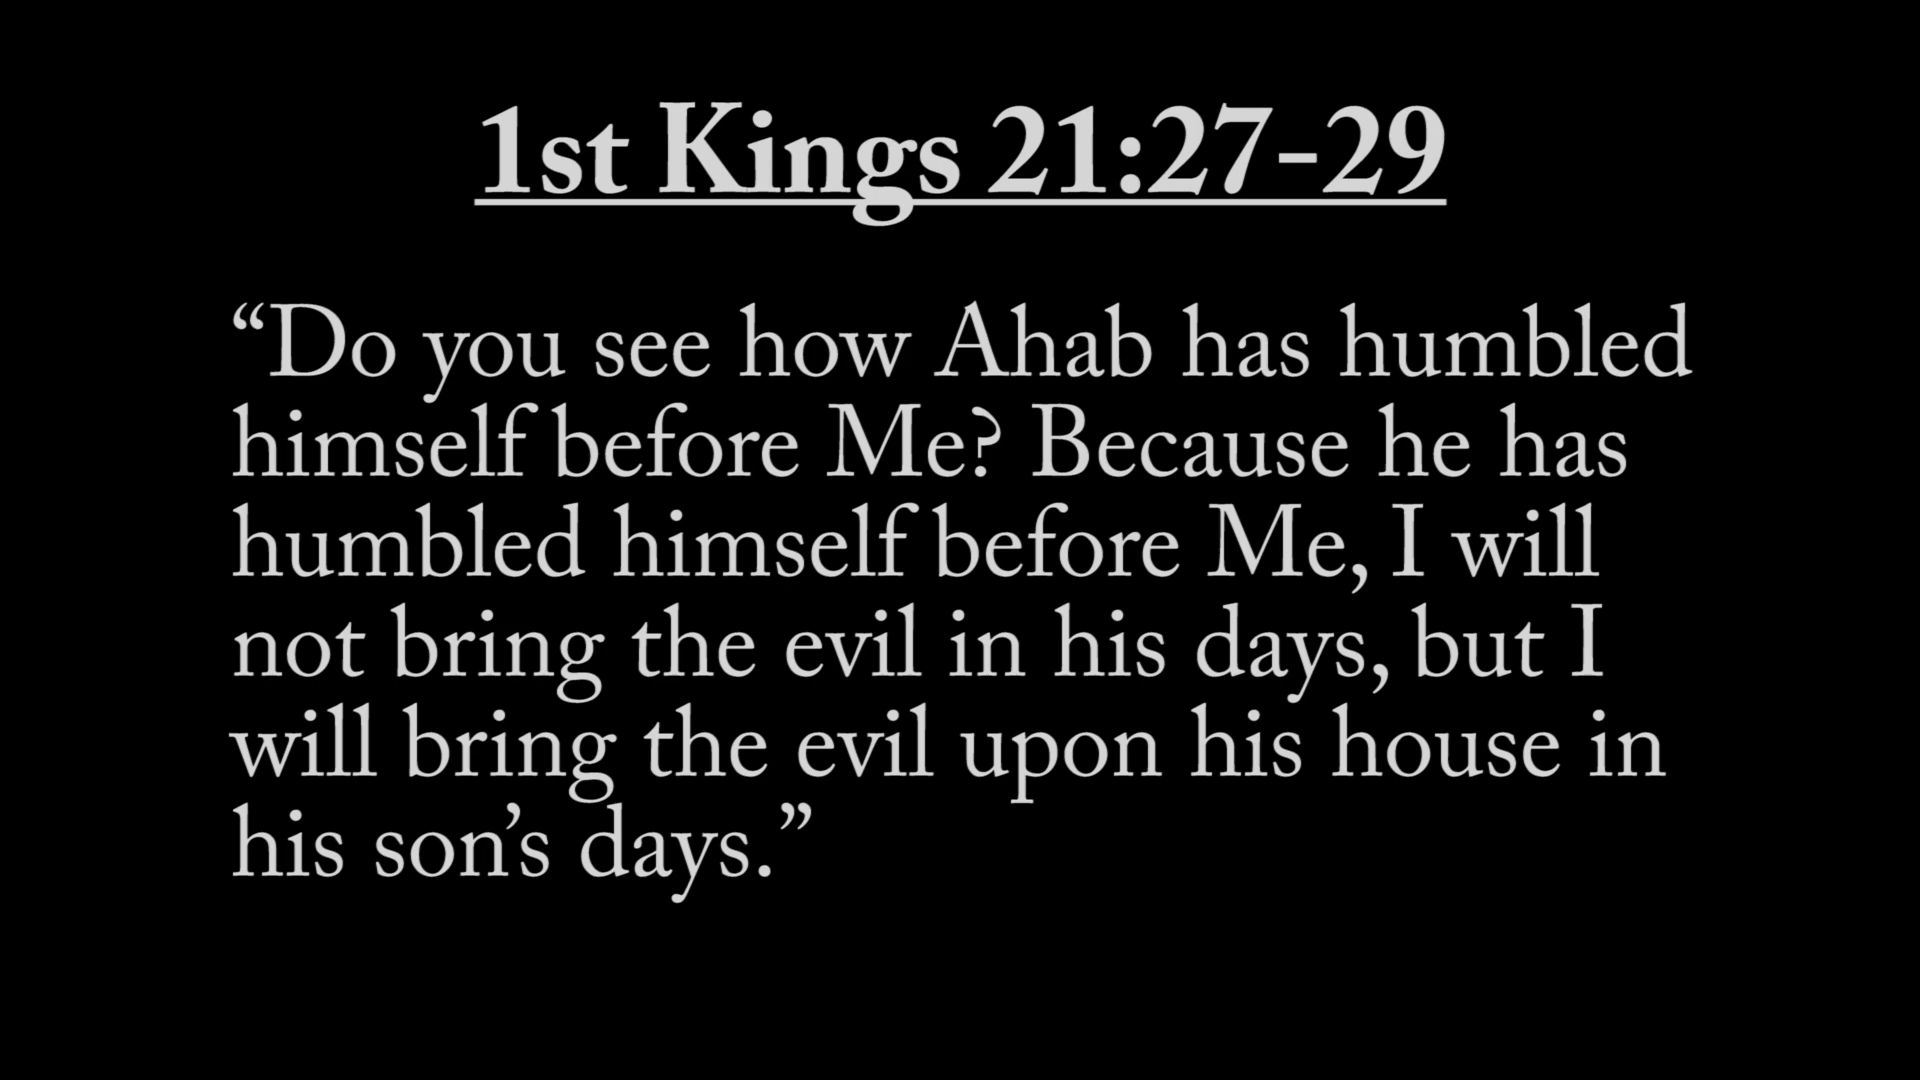 1st Kings 21:27-29
“Do you see how Ahab has humbled
himself before Me? Because he has
humbled himself before Me, I will
not bring the evil in his days, but I
will bring the evil upon his house in
his son’s days.”